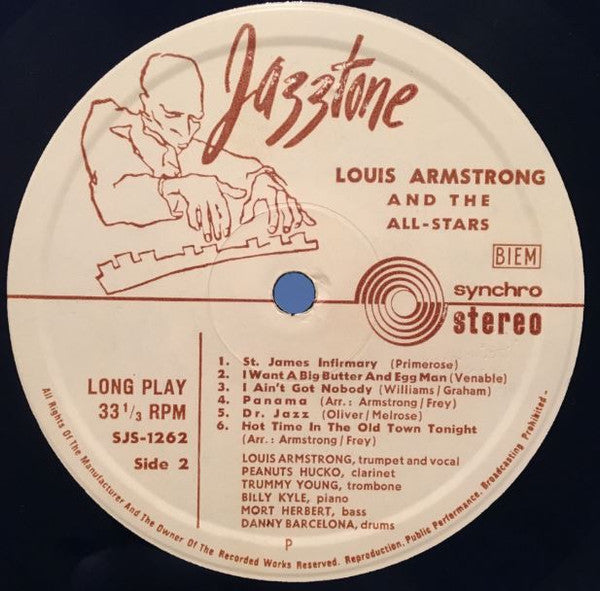 Jazztone
LOUIS ARMSTRONG
AND THE
ALL-STARS
BIEM
synchro
stereo
LONG PLAY
33 1/3 RPM
SJS-1262
Side 2
1. St. James Infirmary (Primerose)
2. I Want A Big Butter And Egg Man (Venable)
3. I Ain't Got Nobody (Williams/Graham)
4. Panama (Arr.: Armstrong/Frey)
5. Dr. Jazz (Oliver/Melrose)
6. Hot Time In The Old Town Tonight
(Arr.: Armstrong/Frey)
LOUIS ARMSTRONG, trumpet and vocal
PEANUTS HUCKO, clarinet
TRUMMY YOUNG, trombone
BILLY KYLE, piano
MORT HERBERT, bass
DANNY BARCELONA, drums
P
All Rights Of The Manufacturer And The Owner Of The Recorded Works Reserved. Reproduction, Public Performance, Broadcasting Prohibited-